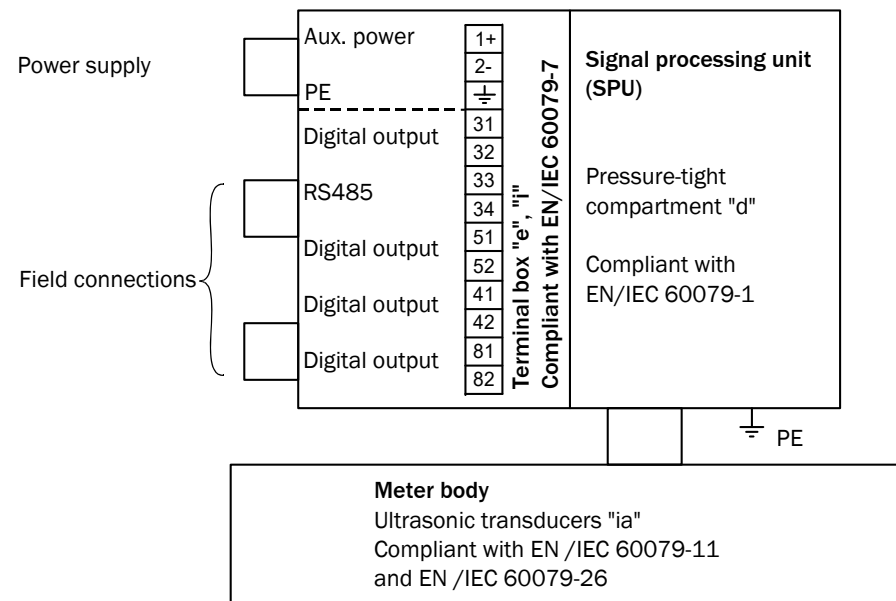 Power supply
Field connections
Aux. power
PE
Digital output
RS485
Digital output
Digital output
Digital output
1+
2-
31
32
33
34
51
52
41
42
81
82
Terminal box "e", "i"
Compliant with EN/IEC 60079-7
Signal processing unit
(SPU)
Pressure-tight
compartment "d"
Compliant with
EN/IEC 60079-1
PE
Meter body
Ultrasonic transducers "ia"
Compliant with EN /IEC 60079-11
and EN /IEC 60079-26